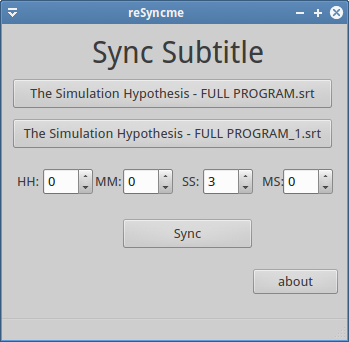 reSyncme
Sync Subtitle
The Simulation Hypothesis - FULL PROGRAM.srt
The Simulation Hypothesis - FULL PROGRAM_1.srt
HH: 0 MM: 0 SS: 3 MS: 0
Sync
about